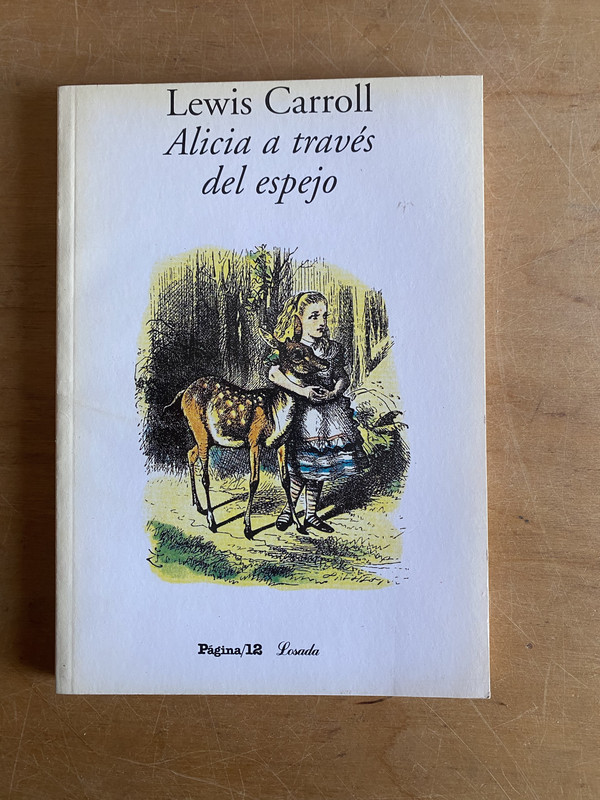 Lewis Carroll
Alicia a través
del espejo
Página/12 Losada